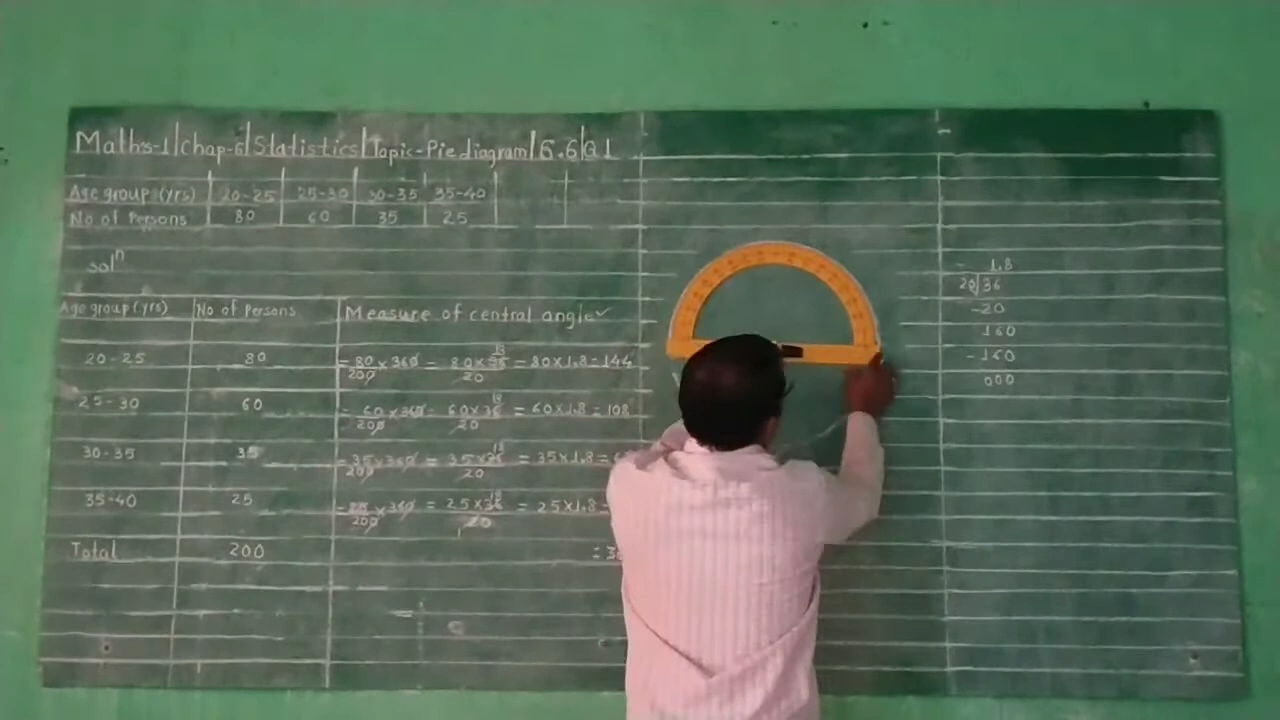 Maths-1/Chap-6/Statistics/Topic-Pie diagram/6.6/Q1
Age group (yrs) 20-25 25-30 30-35 35-40
No of Persons 80 60 35 25
solⁿ
1.8
20 36
-20
160
-160
000
Age group (yrs) No of persons Measure of central angle
20-25 80 = 80/200 × 360 = 80×36/20 18 = 80×1.8 = 144
25-30 60 = 60/200 × 360 = 60×36/20 18 = 60×1.8 = 108°
30-35 35 = 35/200 × 360 = 35×36/20 18 = 35×1.8 =
35-40 25 = 25/200 × 360 = 25×36/20 18 = 25×1.8
Total 200